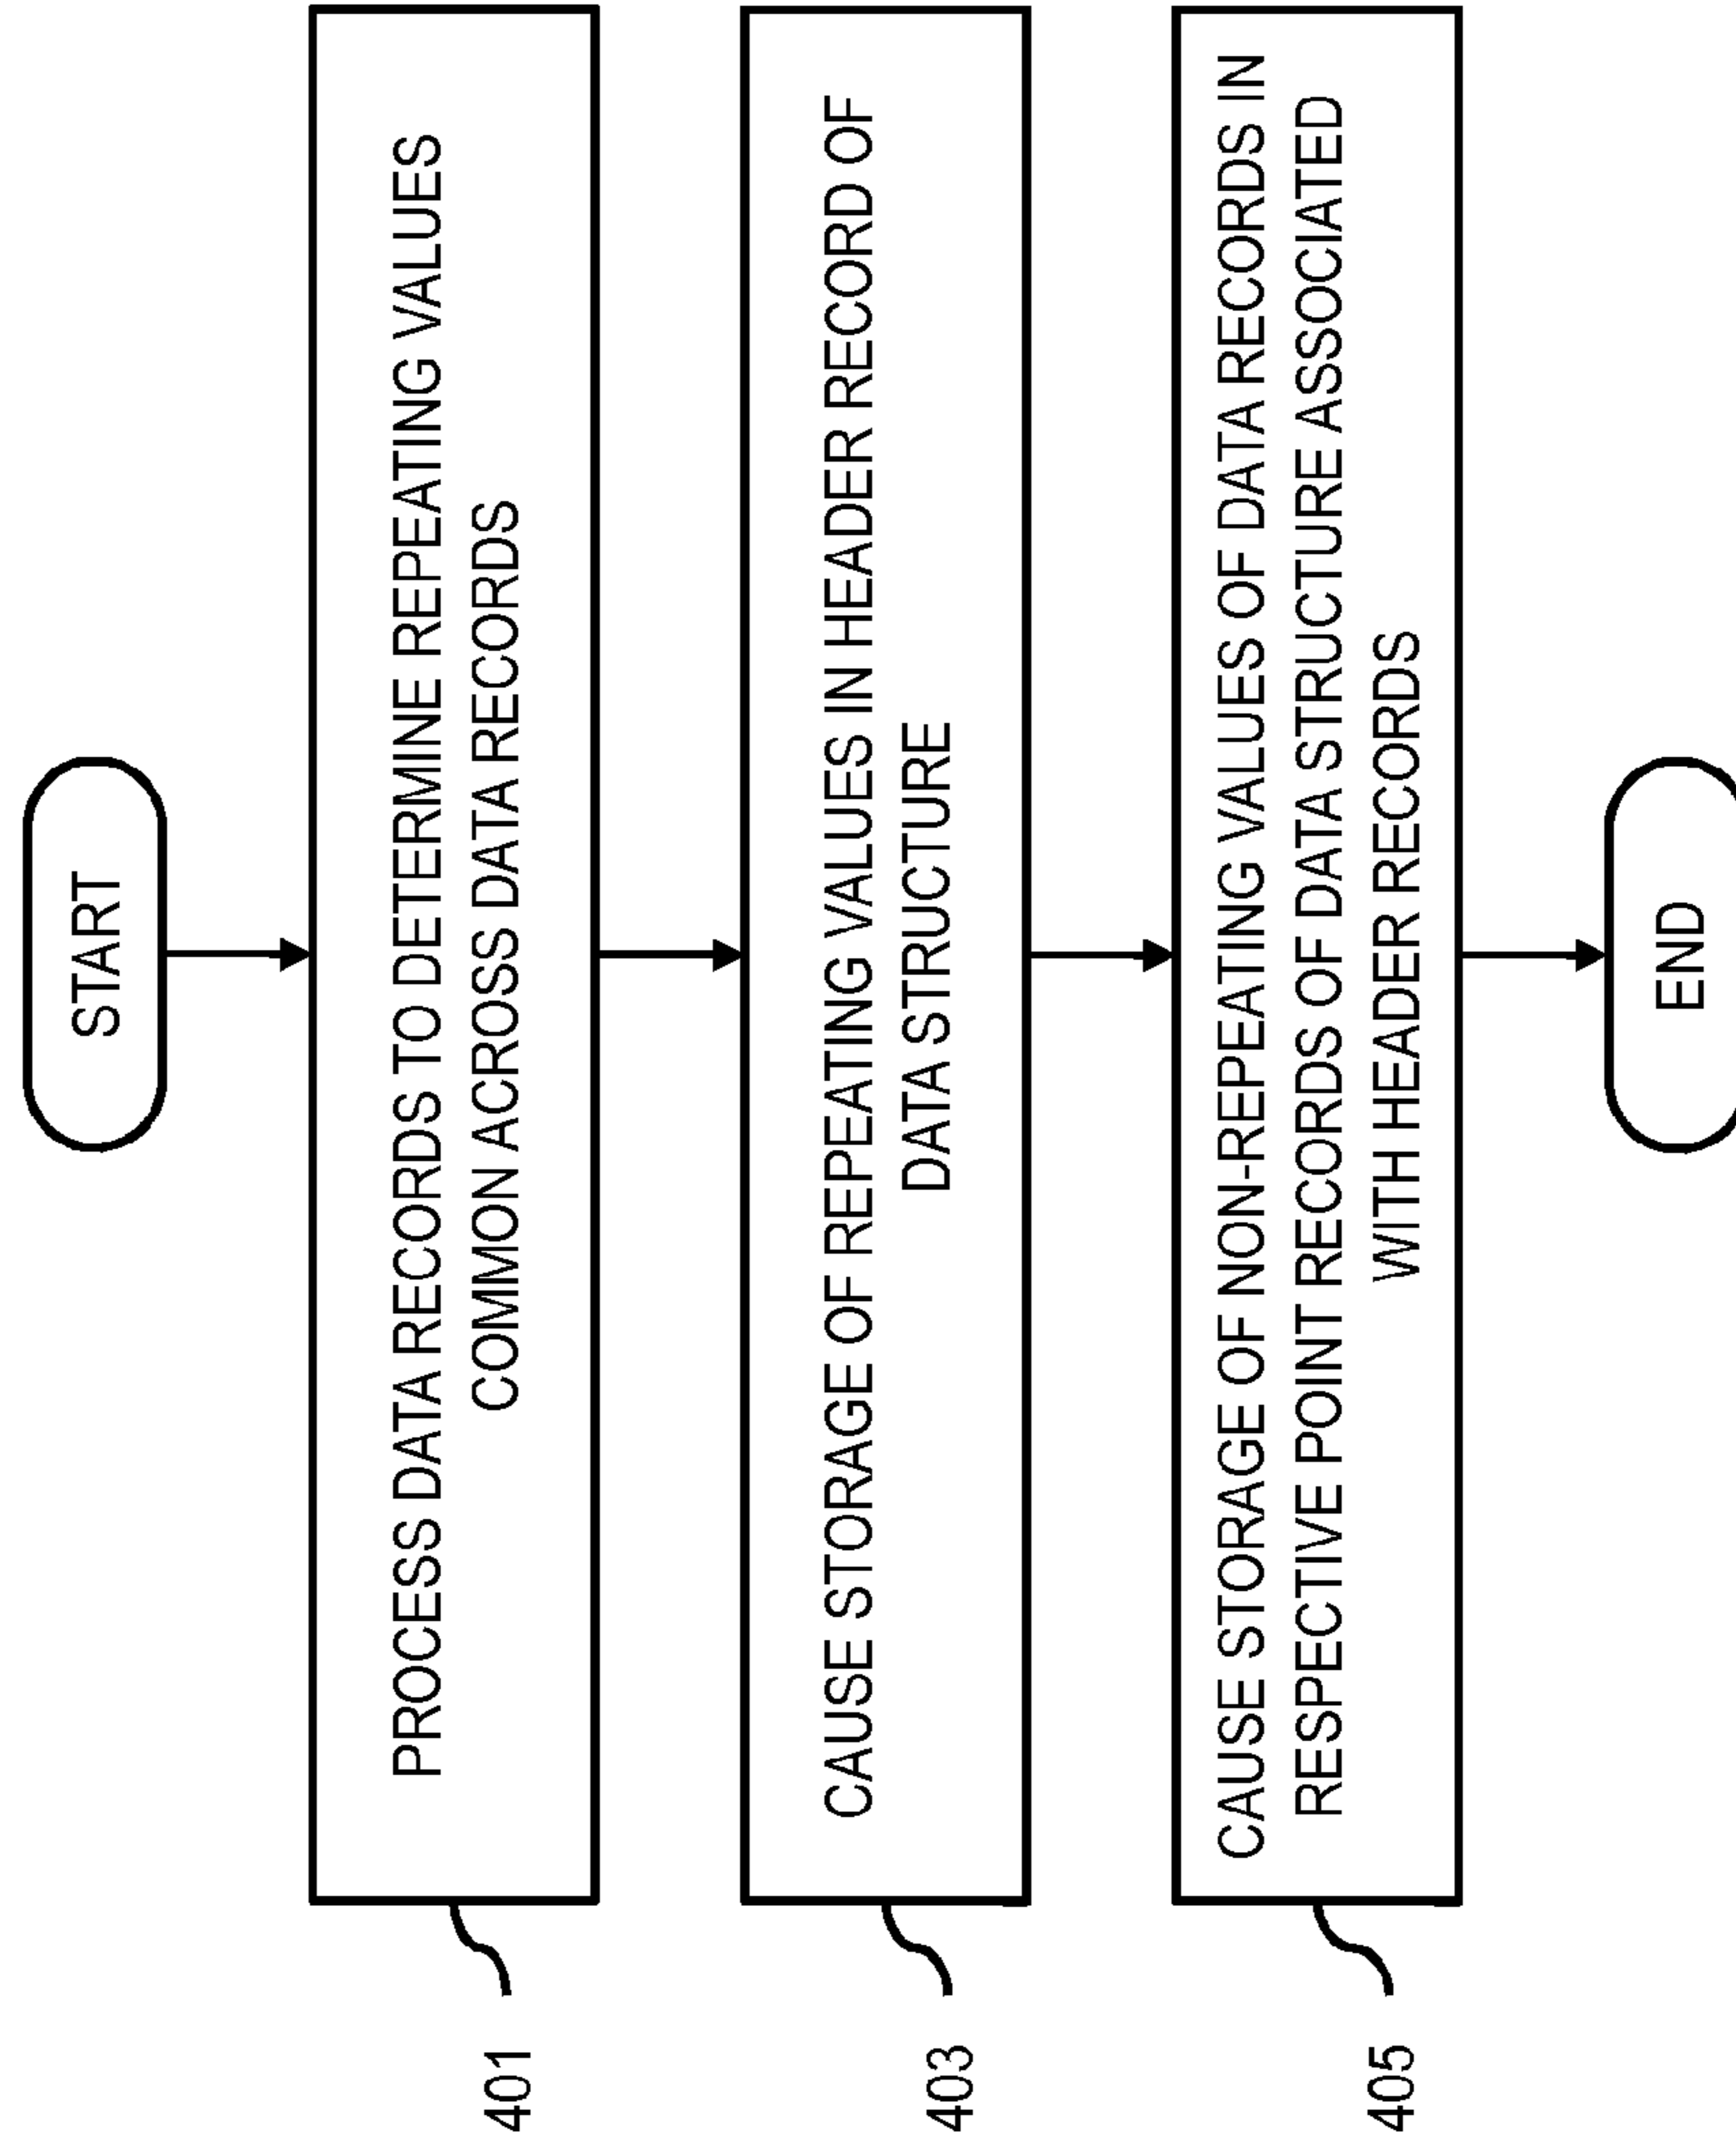 START
PROCESS DATA RECORDS TO DETERMINE REPEATING VALUES
COMMON ACROSS DATA RECORDS
401
CAUSE STORAGE OF REPEATING VALUES IN HEADER RECORD OF
DATA STRUCTURE
403
CAUSE STORAGE OF NON-REPEATING VALUES OF DATA RECORDS IN
RESPECTIVE POINT RECORDS OF DATA STRUCTURE ASSOCIATED
WITH HEADER RECORDS
405
END